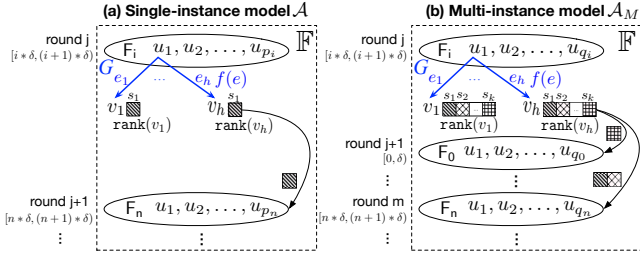 (a) Single-instance model 𝒜
round j
[i ∗ δ, (i + 1) ∗ δ)
F_i u_1, u_2, . . . , u_{p_i}
𝔽
G
e_1 ... e_h f(e)
v_1 s_1 v_h s_1
rank(v_1) rank(v_h)
round j+1
[n ∗ δ, (n + 1) ∗ δ)
F_n u_1, u_2, . . . , u_{p_n}
⋮ ⋮
(b) Multi-instance model 𝒜_M
round j
[i ∗ δ, (i + 1) ∗ δ)
F_i u_1, u_2, . . . , u_{q_i}
𝔽
G
e_1 ... e_h f(e)
v_1 s_1 s_2 ... s_k v_h s_1 s_2 ... s_k
rank(v_1) rank(v_h)
round j+1
[0, δ)
F_0 u_1, u_2, . . . , u_{q_0}
round m
[n ∗ δ, (n + 1) ∗ δ)
F_n u_1, u_2, . . . , u_{q_n}
⋮ ⋮